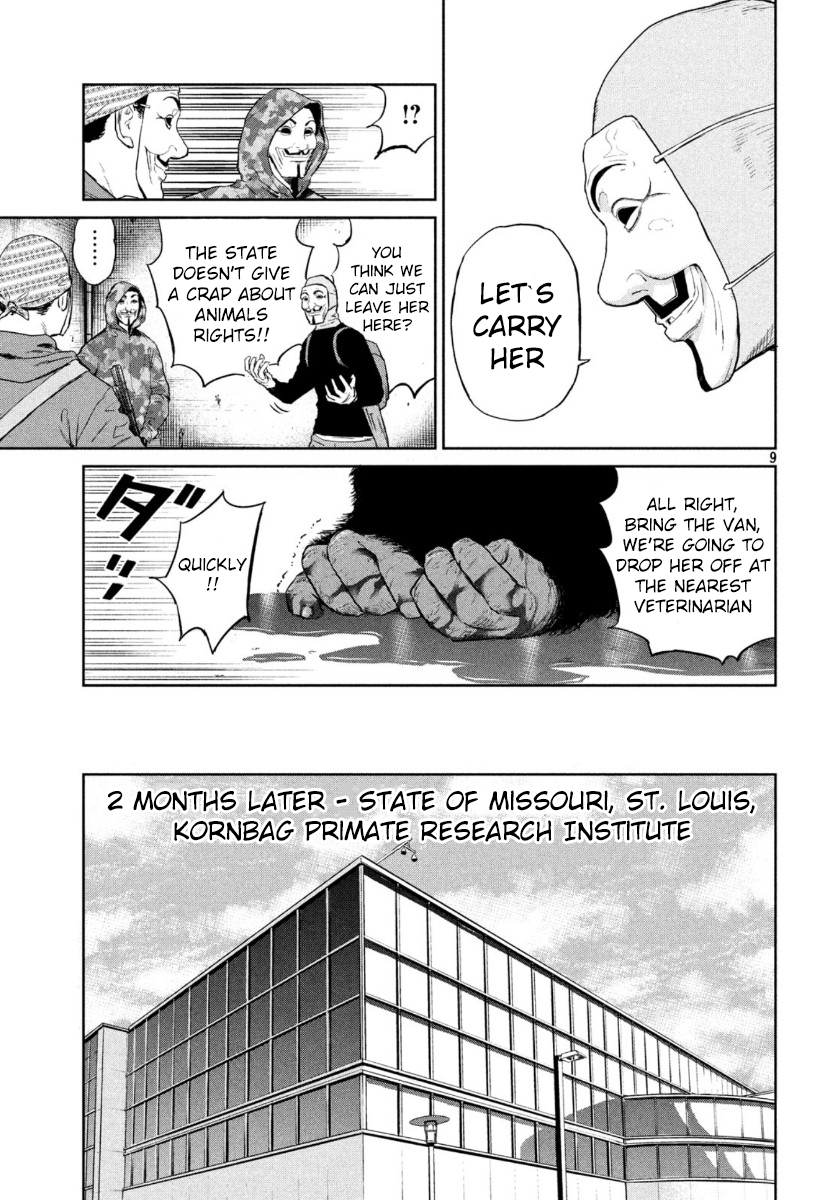 LET'S
CARRY
HER
!?
YOU
THINK WE
CAN JUST
LEAVE HER
HERE?
THE STATE
DOESN'T GIVE
A CRAP ABOUT
ANIMALS
RIGHTS!!
......
9
ALL RIGHT,
BRING THE VAN,
WE'RE GOING TO
DROP HER OFF AT
THE NEAREST
VETERINARIAN
QUICKLY
!!
ダッ
2 MONTHS LATER - STATE OF MISSOURI, ST. LOUIS,
KORNBAG PRIMATE RESEARCH INSTITUTE